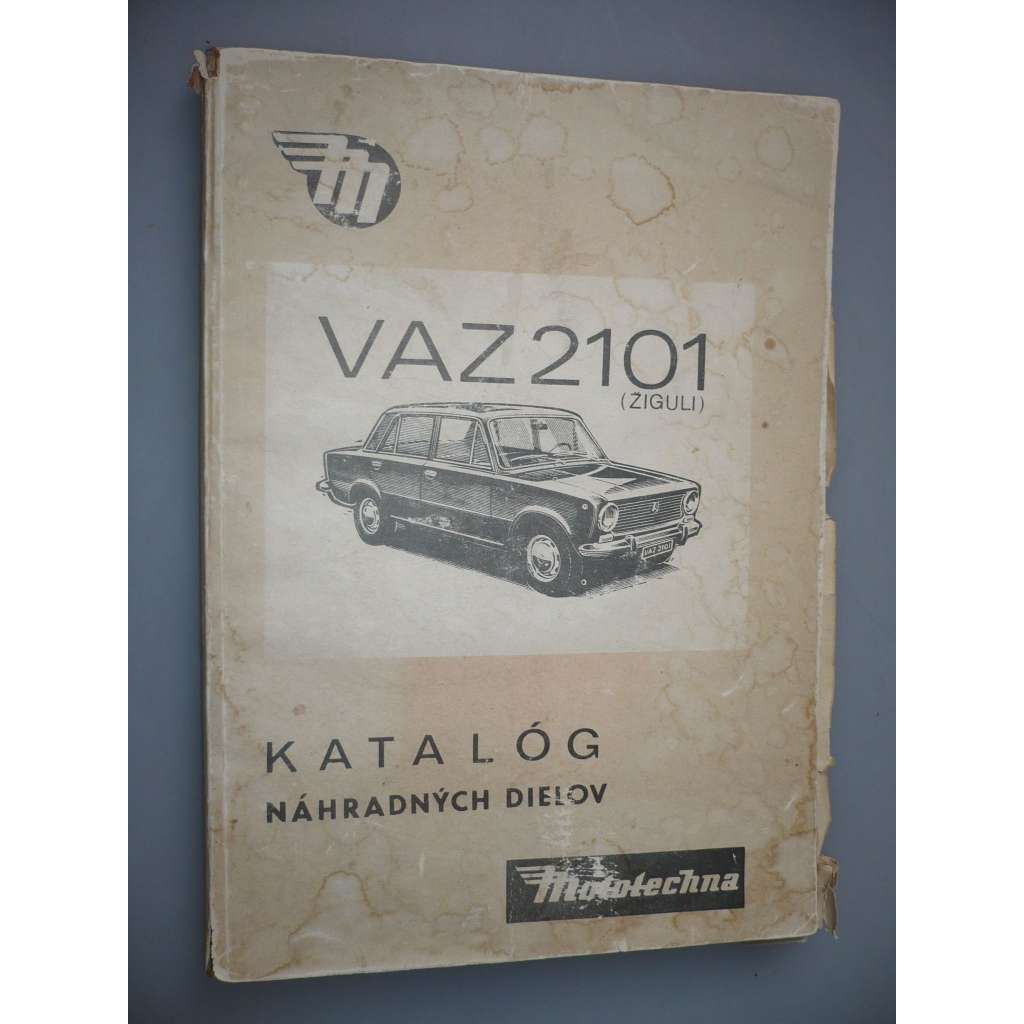 M
VAZ 2101
(ŽIGULI)
VAZ 2101
KATALÓG
NÁHRADNÝCH DIELOV
Mototechna